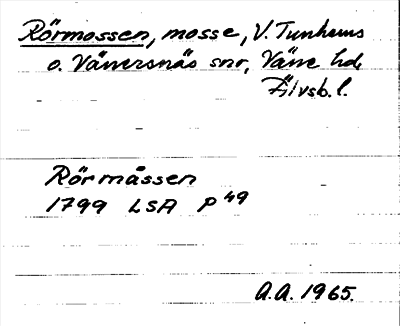 Rörmossen, mosse, V. Tunhems
o. Vänersnäs snr, Väne hd,
Älvsb. l.
Rörmåssen
1799 LSA P 49
A.A. 1965.